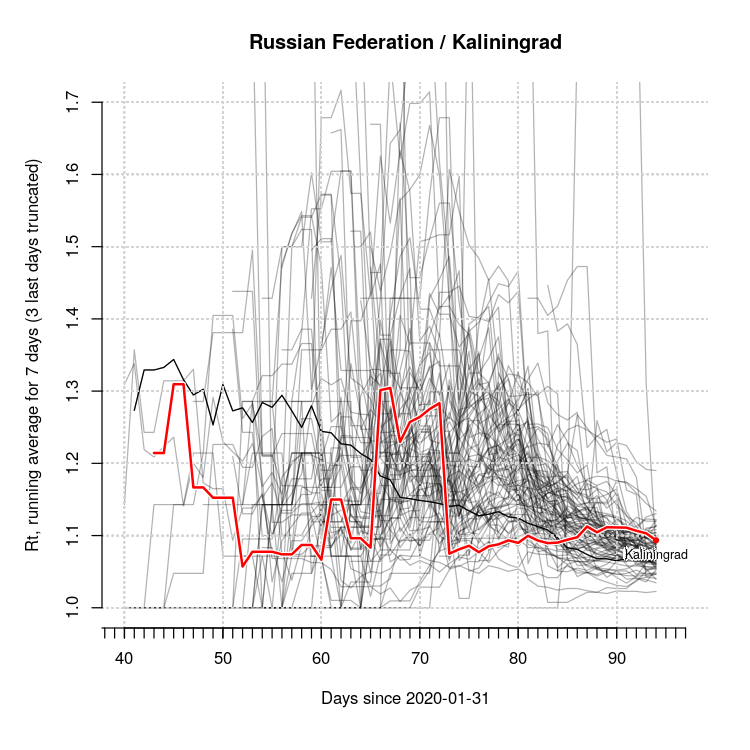 Russian Federation / Kaliningrad
Rt, running average for 7 days (3 last days truncated)
1.7
1.6
1.5
1.4
1.3
1.2
1.1
1.0
Kaliningrad
40 50 60 70 80 90
Days since 2020-01-31